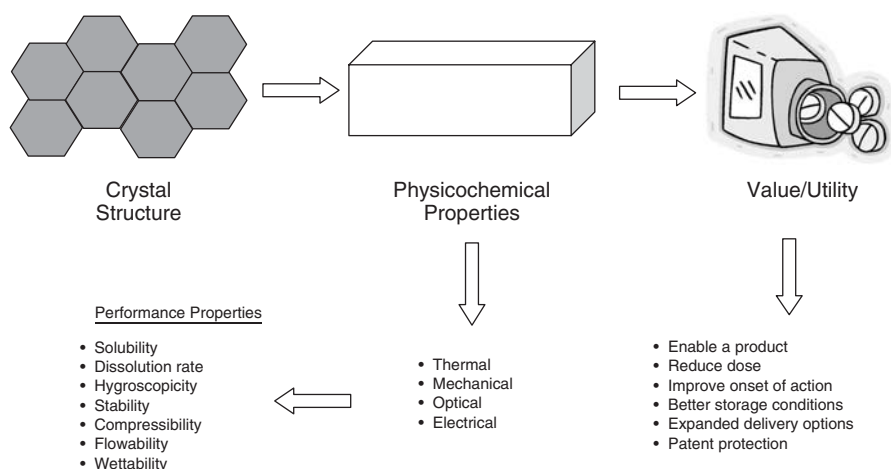 Crystal
Structure
Physicochemical
Properties
Value/Utility
Performance Properties
• Solubility
• Dissolution rate
• Hygroscopicity
• Stability
• Compressibility
• Flowability
• Wettability
• Thermal
• Mechanical
• Optical
• Electrical
• Enable a product
• Reduce dose
• Improve onset of action
• Better storage conditions
• Expanded delivery options
• Patent protection